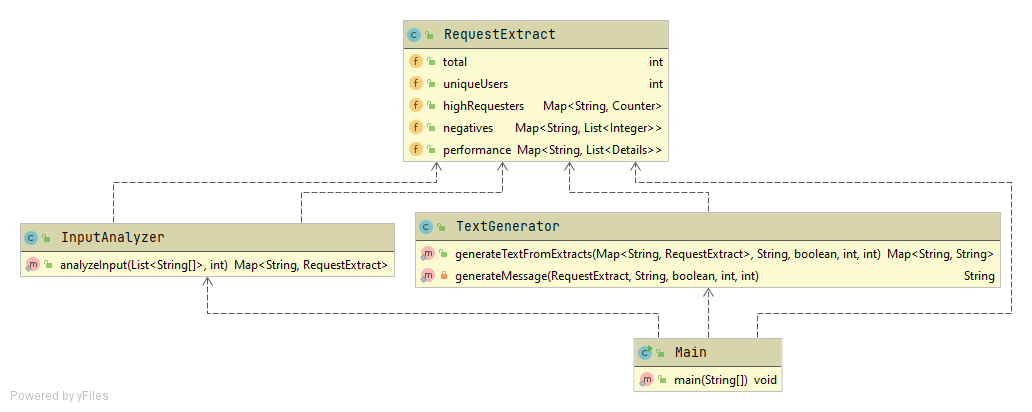 RequestExtract
total int
uniqueUsers int
highRequesters Map<String, Counter>
negatives Map<String, List<Integer>>
performance Map<String, List<Details>>
InputAnalyzer
analyzeInput(List<String[]>, int) Map<String, RequestExtract>
TextGenerator
generateTextFromExtracts(Map<String, RequestExtract>, String, boolean, int, int) Map<String, String>
generateMessage(RequestExtract, String, boolean, int, int) String
Main
main(String[]) void
Powered by yFiles